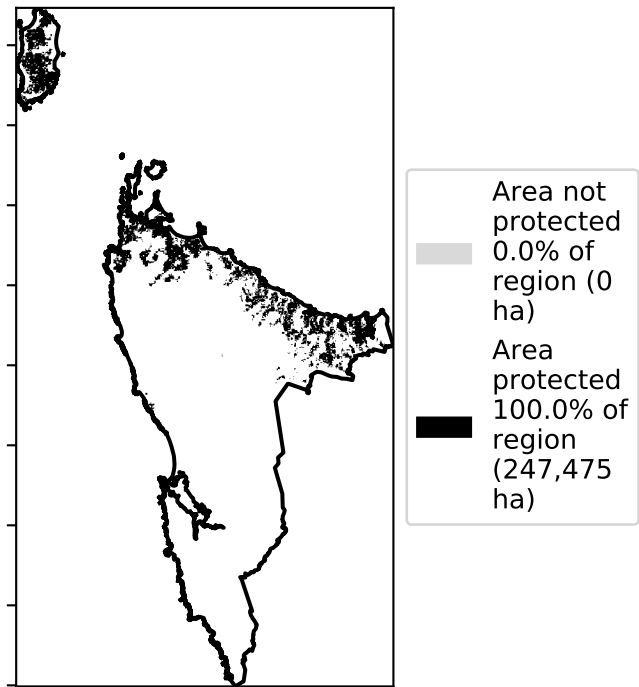 Area not
protected
0.0% of
region (0
ha)
Area
protected
100.0% of
region
(247,475
ha)